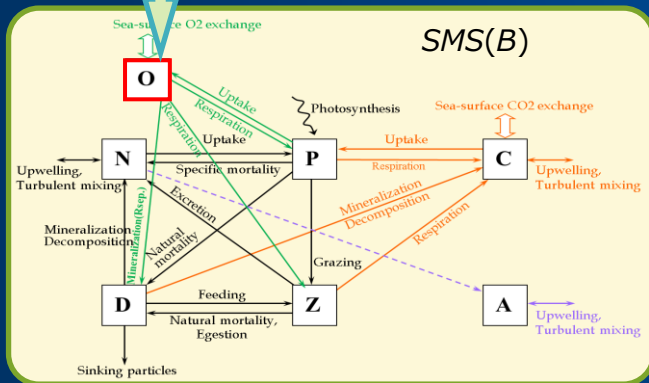 Sea-surface O2 exchange
SMS(B)
O
Uptake
Respiration
Respiration
Photosynthesis
Sea-surface CO2 exchange
N
Uptake
Specific mortality
P
Uptake
Respiration
C
Upwelling,
Turbulent mixing
Upwelling,
Turbulent mixing
Mineralization
Decomposition
Mineralization(Rsep.)
Excretion
Natural
mortality
Mineralization
Decomposition
Respiration
Grazing
D
Feeding
Natural mortality,
Egestion
Z
A
Upwelling,
Turbulent mixing
Sinking particles